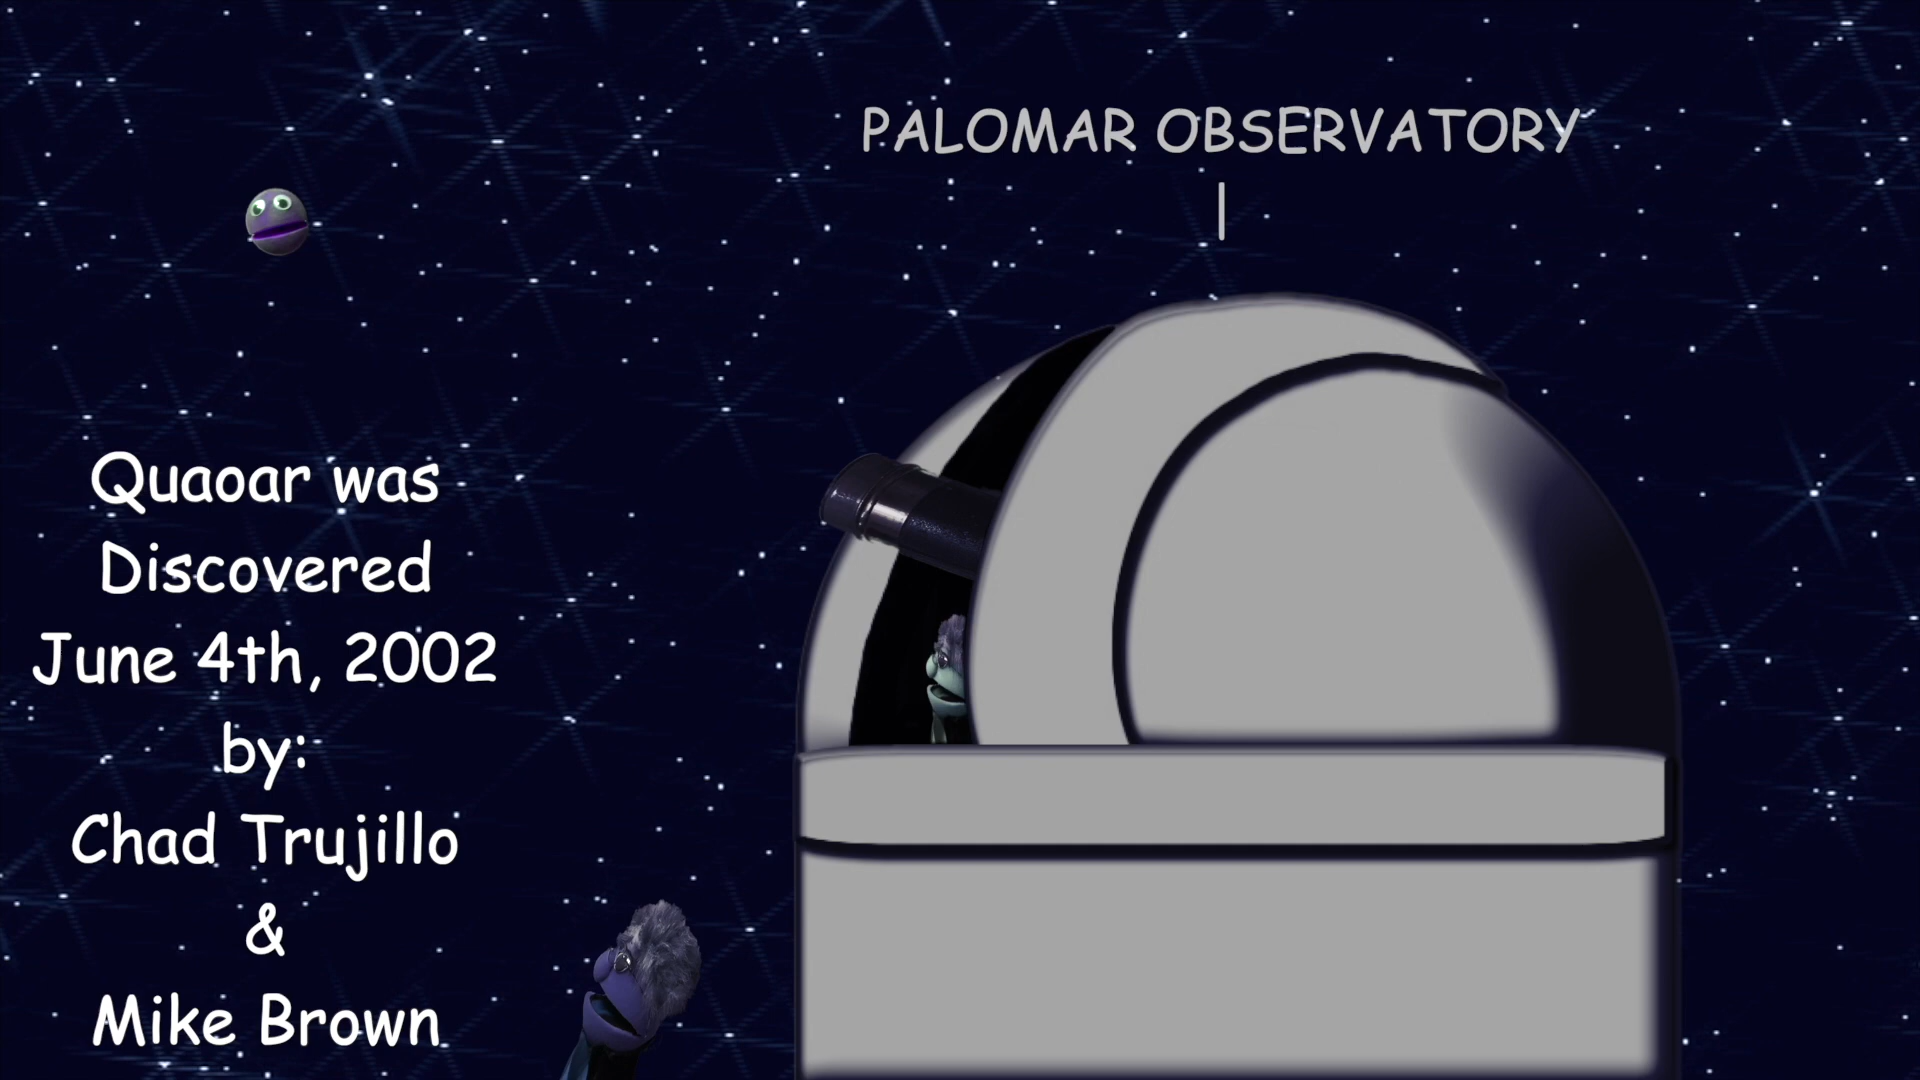 PALOMAR OBSERVATORY
Quaoar was
Discovered
June 4th, 2002
by:
Chad Trujillo
&
Mike Brown